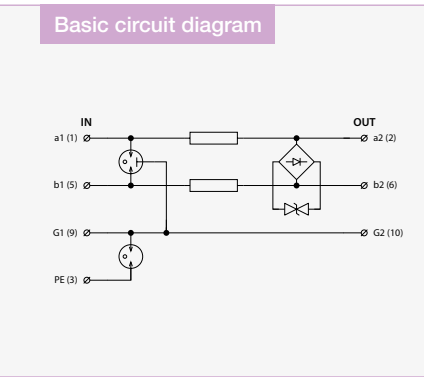 Basic circuit diagram
IN
OUT
a1 (1)
a2 (2)
b1 (5)
b2 (6)
G1 (9)
G2 (10)
PE (3)